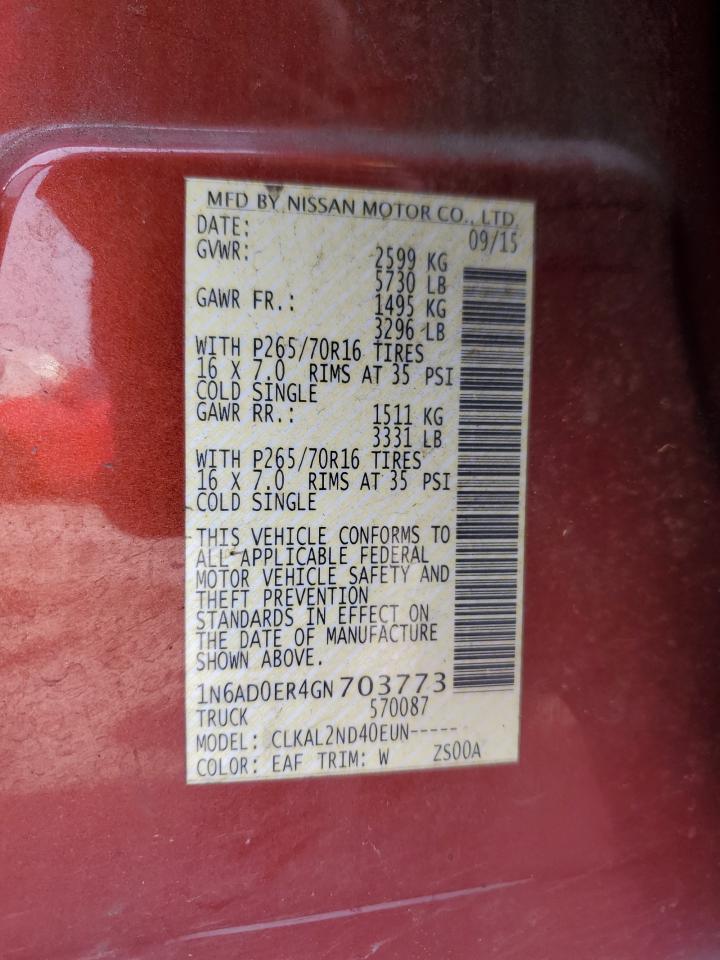 MFD BY NISSAN MOTOR CO., LTD.
DATE: 09/15
GVWR: 2599 KG
5730 LB
GAWR FR.: 1495 KG
3296 LB
WITH P265/70R16 TIRES
16 X 7.0 RIMS AT 35 PSI
COLD SINGLE
GAWR RR.: 1511 KG
3331 LB
WITH P265/70R16 TIRES
16 X 7.0 RIMS AT 35 PSI
COLD SINGLE
THIS VEHICLE CONFORMS TO
ALL APPLICABLE FEDERAL
MOTOR VEHICLE SAFETY AND
THEFT PREVENTION
STANDARDS IN EFFECT ON
THE DATE OF MANUFACTURE
SHOWN ABOVE.
1N6AD0ER4GN703773
TRUCK 570087
MODEL: CLKAL2ND40EUN-----
COLOR: EAF TRIM: W ZS00A